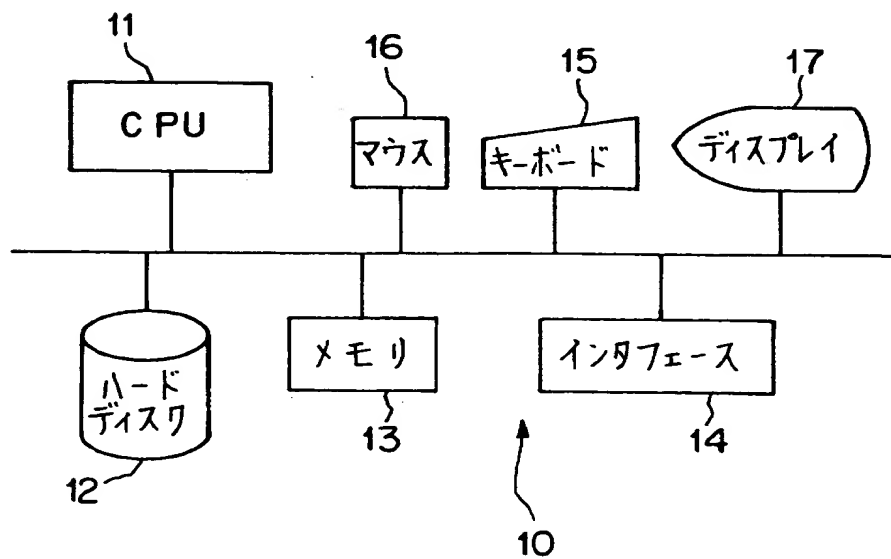 11
16
15
17
CPU
マウス
キーボード
ディスプレイ
ハード
ディスク
メモリ
インタフェース
12
13
14
10